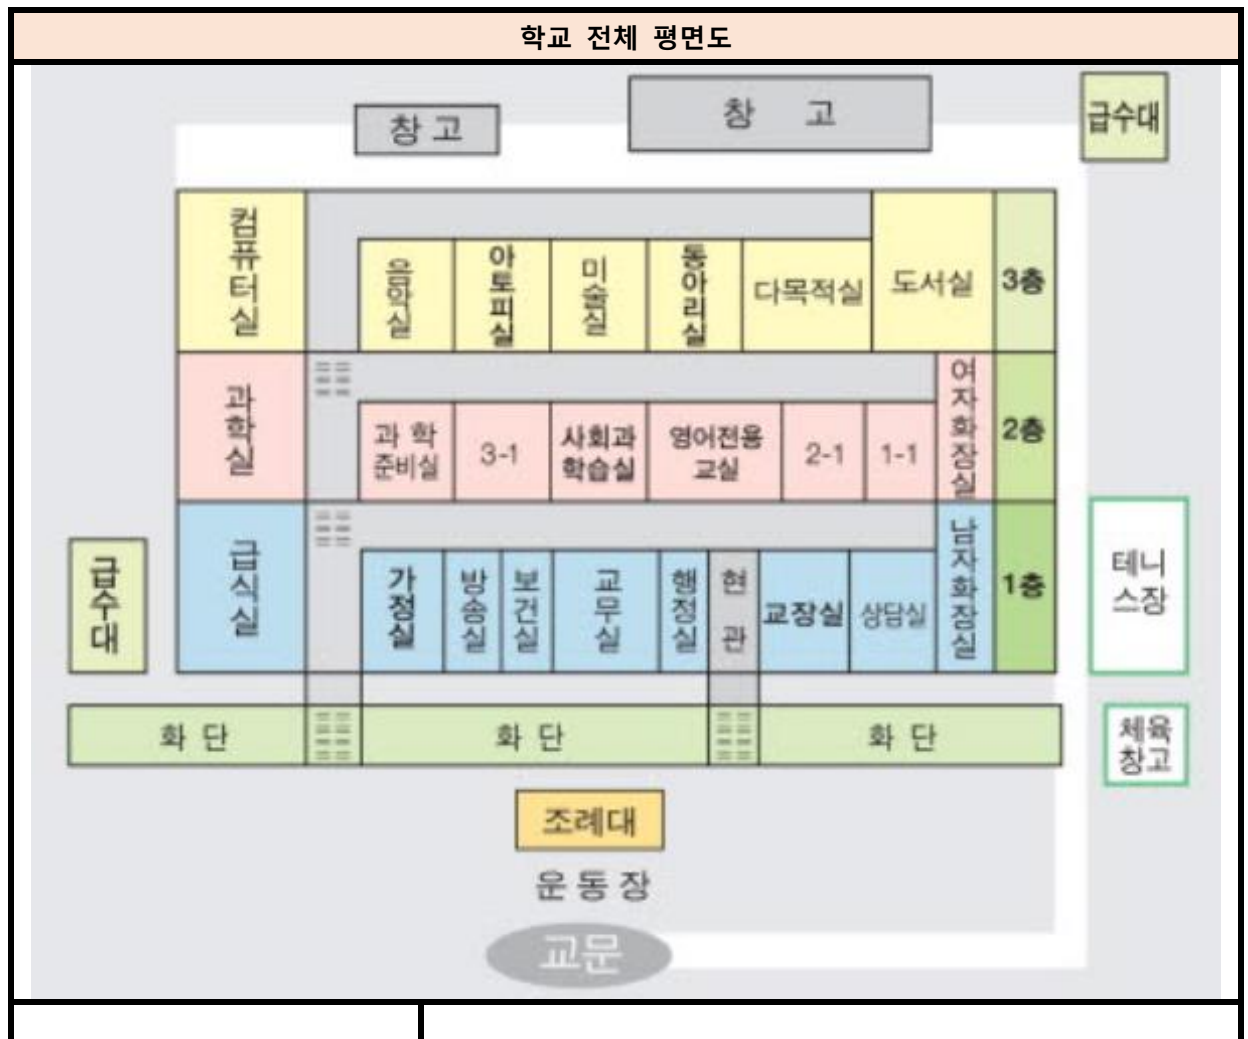 학교 전체 평면도
창고
창 고
급수대
컴퓨터실
음악실
아토피실
미술실
동아리실
다목적실
도서실
3층
과학실
과 학
준비실
3-1
사회과
학습실
영어전용
교실
2-1
1-1
여자화장실
2층
급수대
급식실
가정실
방송실
보건실
교무실
행정실
현관
교장실
상담실
남자화장실
1층
테니
스장
화 단
화 단
화 단
체육
창고
조례대
운동장
교문